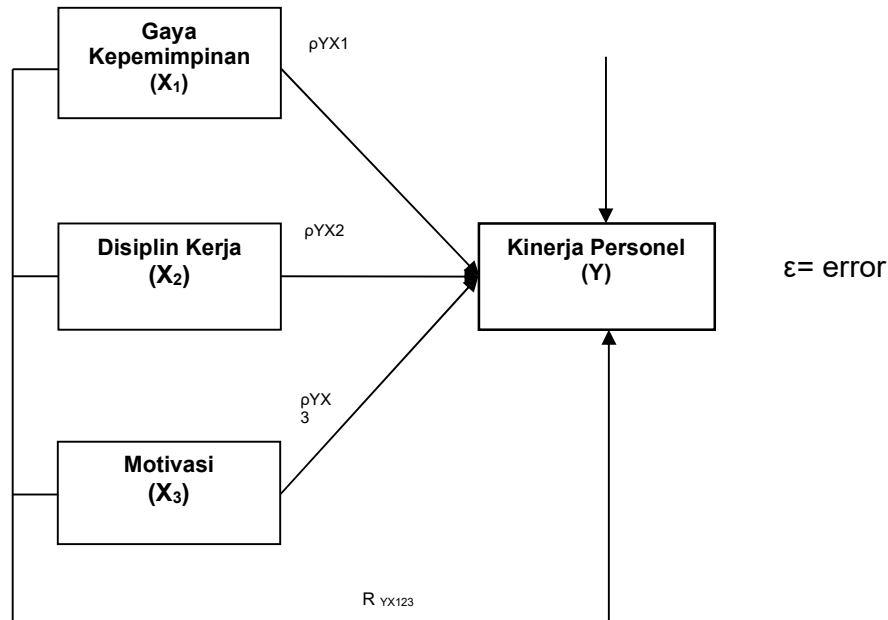 Gaya
Kepemimpinan
(X₁)
ρYX1
Disiplin Kerja
(X₂)
ρYX2
Kinerja Personel
(Y)
ε= error
ρYX
3
Motivasi
(X₃)
R YX123